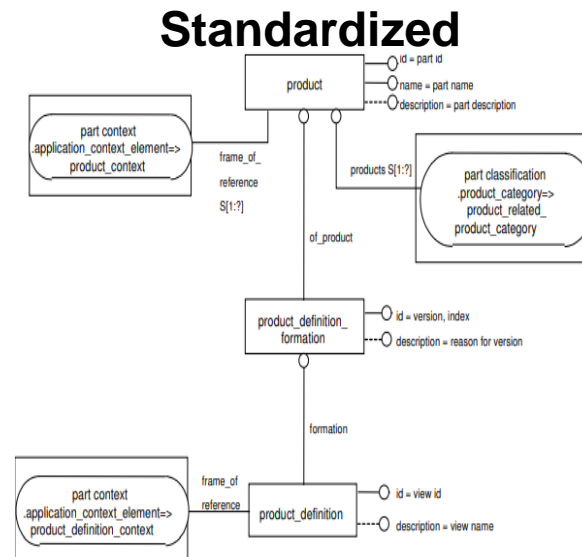 Standardized
id = part id
product
name = part name
description = part description
part context
.application_context_element=>
product_context
frame_of_
reference
S[1:?]
products S[1:?]
part classification
.product_category=>
product_related_
product_category
of_product
product_definition_
formation
id = version, index
description = reason for version
formation
part context
.application_context_element=>
product_definition_context
frame_of
reference
product_definition
id = view id
description = view name